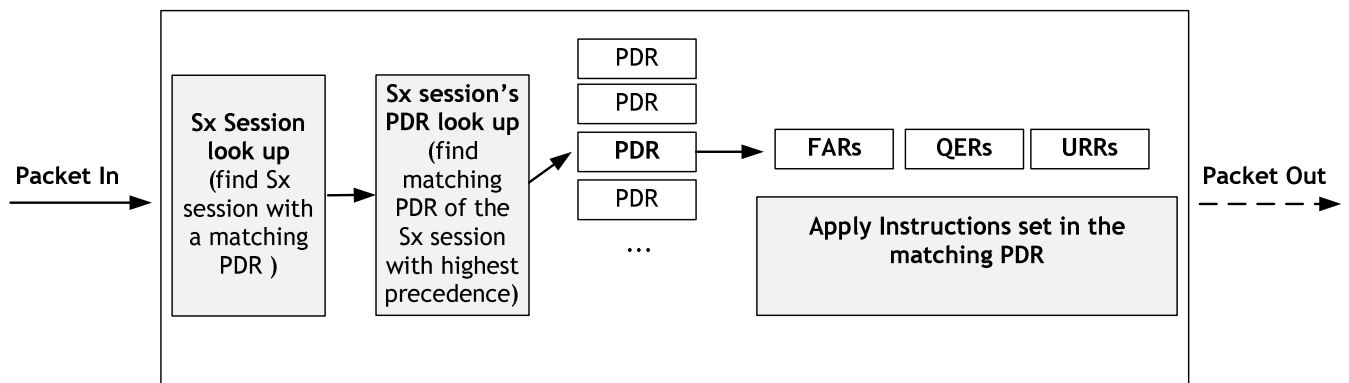 Packet In
Sx Session
look up
(find Sx
session with
a matching
PDR )
Sx session’s
PDR look up
(find
matching
PDR of the
Sx session
with highest
precedence)
PDR
PDR
PDR
PDR
...
FARs
QERs
URRs
Apply Instructions set in the
matching PDR
Packet Out